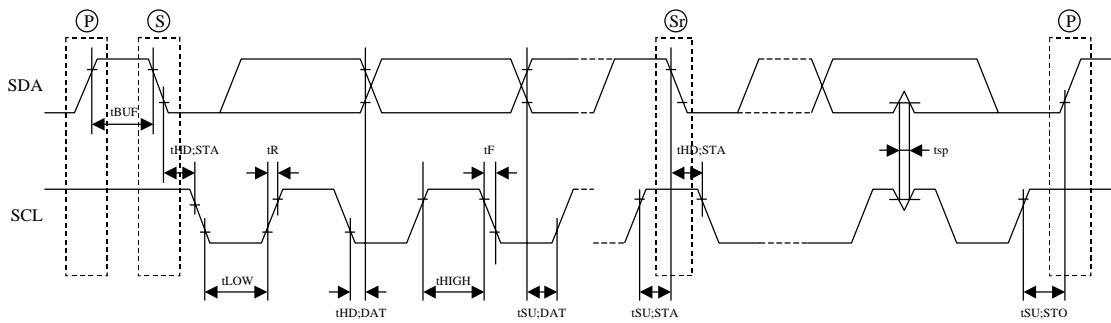 P
S
Sr
P
SDA
tBUF
tHD;STA
tR
tF
tHD;STA
tsp
SCL
tLOW
tHD;DAT
tHIGH
tSU;DAT
tSU;STA
tSU;STO